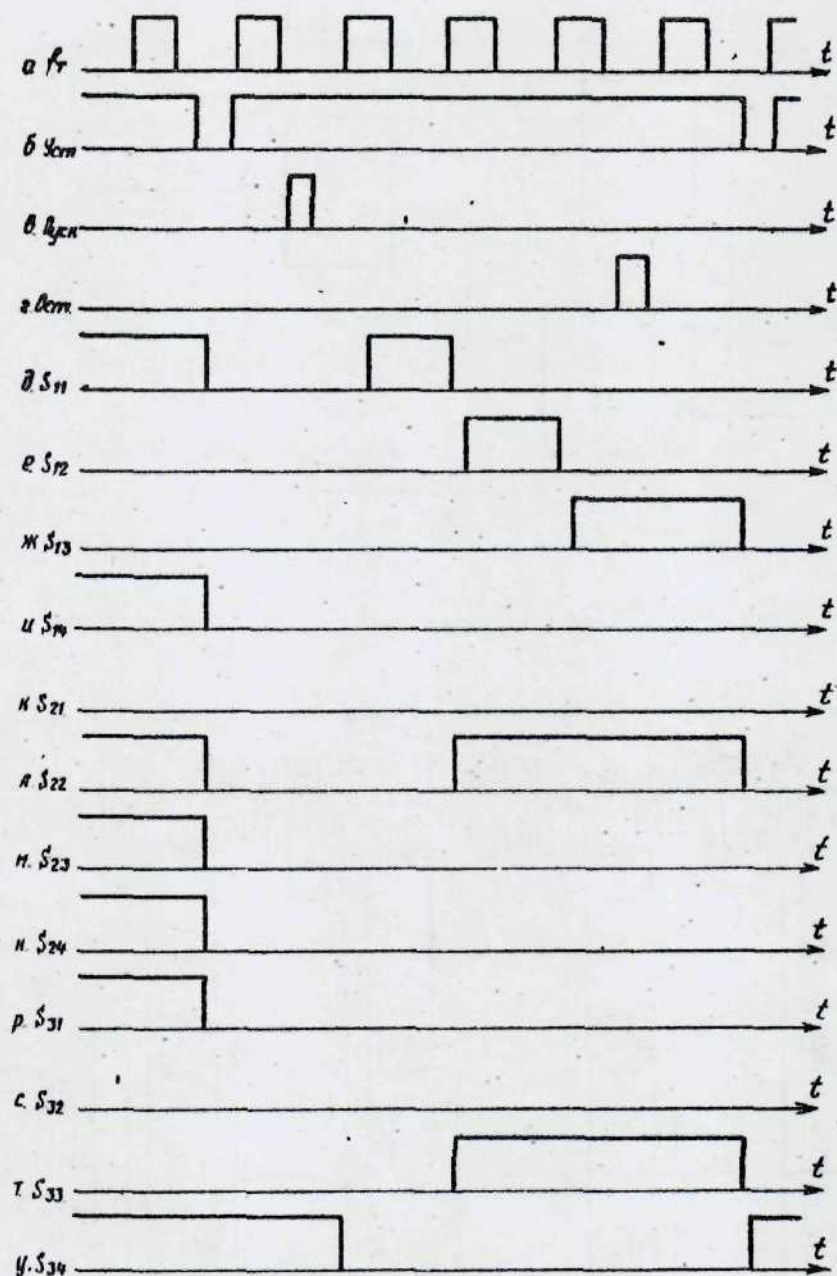 а fт t
б Уст t
в. Пуск t
г. Ост. t
д. S11 t
е. S12 t
ж S13 t
и S14 t
к S21 t
л. S22 t
м. S23 t
н. S24 t
р. S31 t
с. S32 t
т. S33 t
у. S34 t